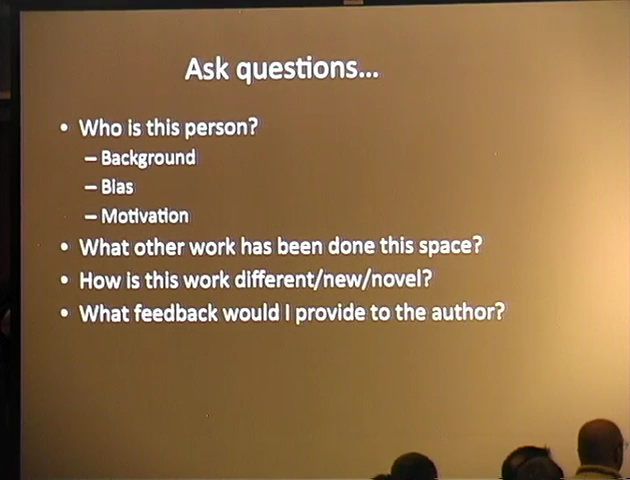 Ask questions...
• Who is this person?
– Background
– Bias
– Motivation
• What other work has been done this space?
• How is this work different/new/novel?
• What feedback would I provide to the author?